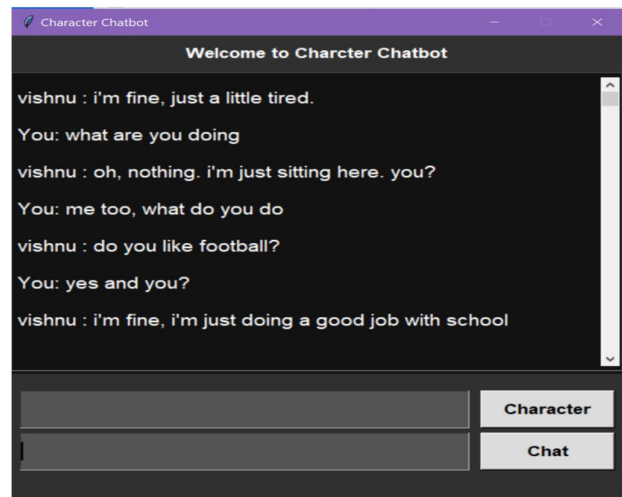 Character Chatbot
Welcome to Charcter Chatbot
vishnu : i'm fine, just a little tired.
You: what are you doing
vishnu : oh, nothing. i'm just sitting here. you?
You: me too, what do you do
vishnu : do you like football?
You: yes and you?
vishnu : i'm fine, i'm just doing a good job with school
Character
Chat